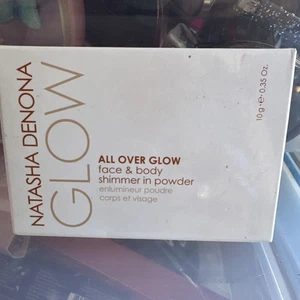 NATASHA DENONA
GLOW
ALL OVER GLOW
face & body
shimmer in powder
enlumineur poudre
corps et visage
10 g ℮ 0.35 Oz.